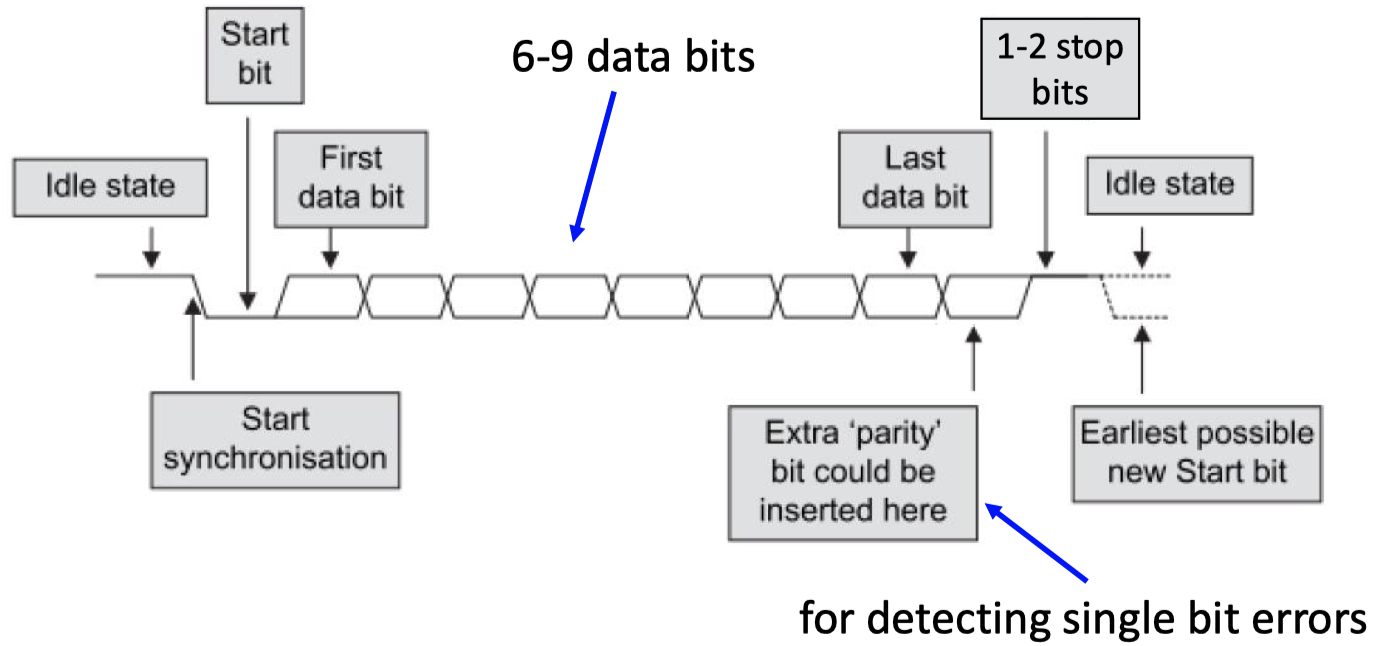 Start
bit
6-9 data bits
1-2 stop
bits
Idle state
First
data bit
Last
data bit
Idle state
Start
synchronisation
Extra ‘parity’
bit could be
inserted here
Earliest possible
new Start bit
for detecting single bit errors